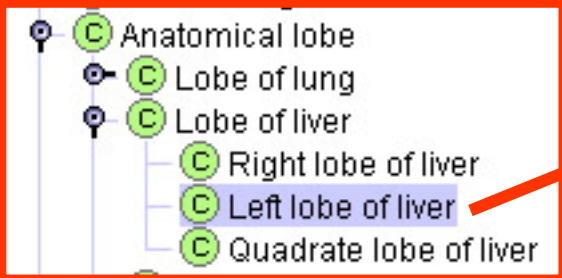 C Anatomical lobe
C Lobe of lung
C Lobe of liver
C Right lobe of liver
C Left lobe of liver
C Quadrate lobe of liver